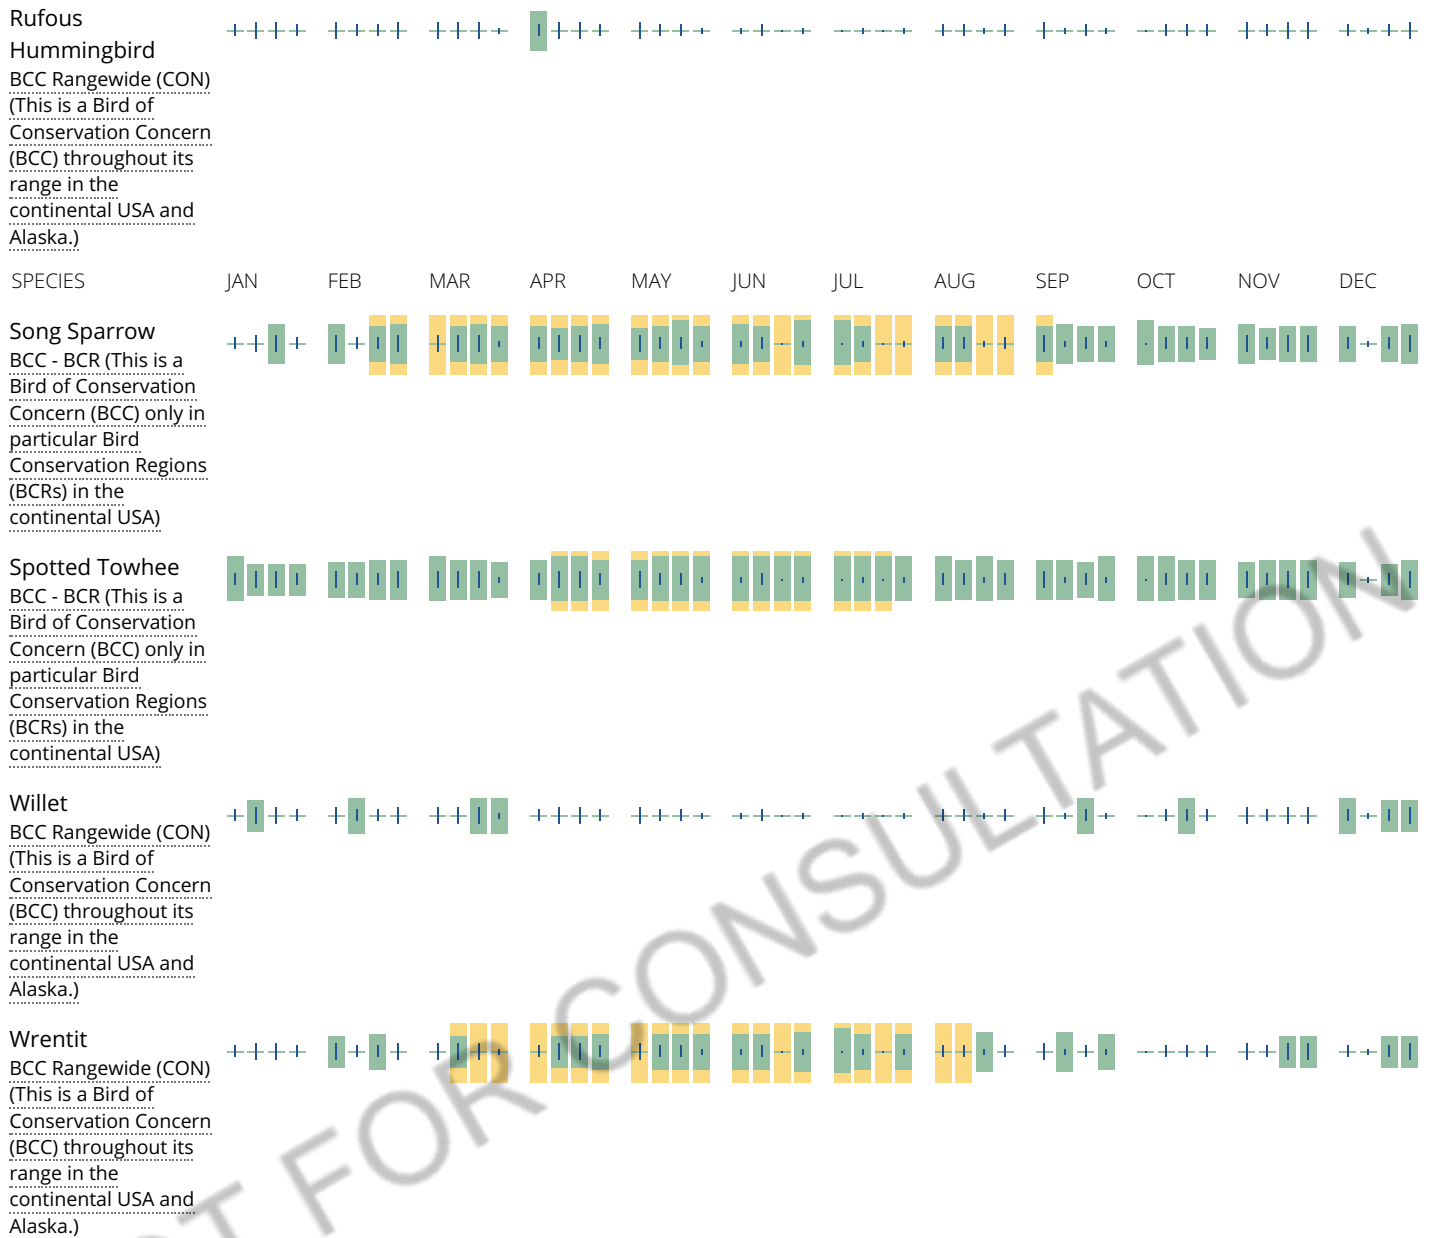 Rufous
Hummingbird
BCC Rangewide (CON)
(This is a Bird of
Conservation Concern
(BCC) throughout its
range in the
continental USA and
Alaska.)
SPECIES JAN FEB MAR APR MAY JUN JUL AUG SEP OCT NOV DEC
Song Sparrow
BCC - BCR (This is a
Bird of Conservation
Concern (BCC) only in
particular Bird
Conservation Regions
(BCRs) in the
continental USA)
Spotted Towhee
BCC - BCR (This is a
Bird of Conservation
Concern (BCC) only in
particular Bird
Conservation Regions
(BCRs) in the
continental USA)
Willet
BCC Rangewide (CON)
(This is a Bird of
Conservation Concern
(BCC) throughout its
range in the
continental USA and
Alaska.)
Wrentit
BCC Rangewide (CON)
(This is a Bird of
Conservation Concern
(BCC) throughout its
range in the
continental USA and
Alaska.)
T FOR CONSULTATION